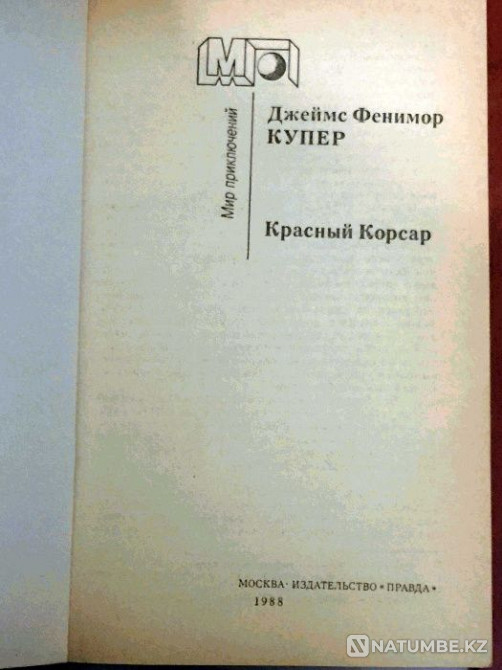 МП
Мир приключений
Джеймс Фенимор
КУПЕР
Красный Корсар
МОСКВА · ИЗДАТЕЛЬСТВО «ПРАВДА»
1988
NATUMBE.KZ